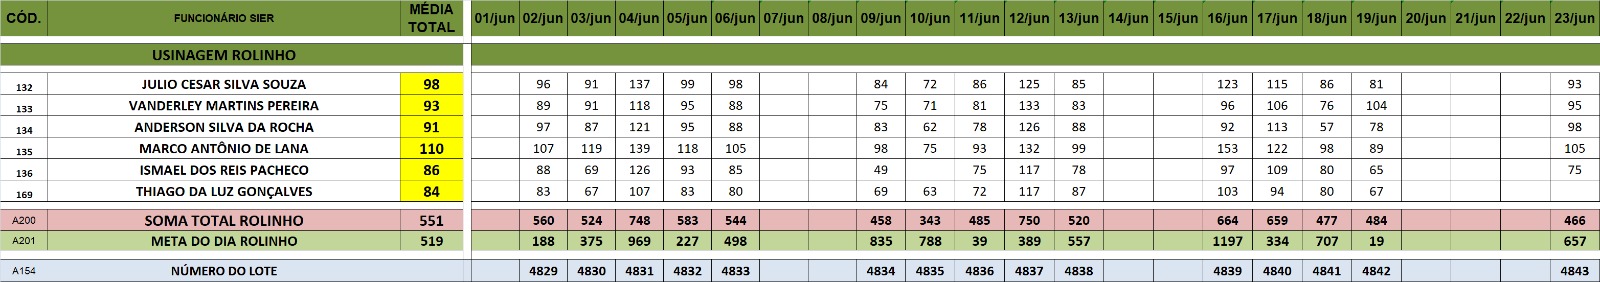 CÓD. FUNCIONÁRIO SIER MÉDIA TOTAL 01/jun 02/jun 03/jun 04/jun 05/jun 06/jun 07/jun 08/jun 09/jun 10/jun 11/jun 12/jun 13/jun 14/jun 15/jun 16/jun 17/jun 18/jun 19/jun 20/jun 21/jun 22/jun 23/jun
USINAGEM ROLINHO
132 JULIO CESAR SILVA SOUZA 98 96 91 137 99 98 84 72 86 125 85 123 115 86 81 93
133 VANDERLEY MARTINS PEREIRA 93 89 91 118 95 88 75 71 81 133 83 96 106 76 104 95
134 ANDERSON SILVA DA ROCHA 91 97 87 121 95 88 83 62 78 126 88 92 113 57 78 98
135 MARCO ANTÔNIO DE LANA 110 107 119 139 118 105 98 75 93 132 99 153 122 98 89 105
136 ISMAEL DOS REIS PACHECO 86 88 69 126 93 85 49 75 117 78 97 109 80 65 75
169 THIAGO DA LUZ GONÇALVES 84 83 67 107 83 80 69 63 72 117 87 103 94 80 67
A200 SOMA TOTAL ROLINHO 551 560 524 748 583 544 458 343 485 750 520 664 659 477 484 466
A201 META DO DIA ROLINHO 519 188 375 969 227 498 835 788 39 389 557 1197 334 707 19 657
A154 NÚMERO DO LOTE 4829 4830 4831 4832 4833 4834 4835 4836 4837 4838 4839 4840 4841 4842 4843